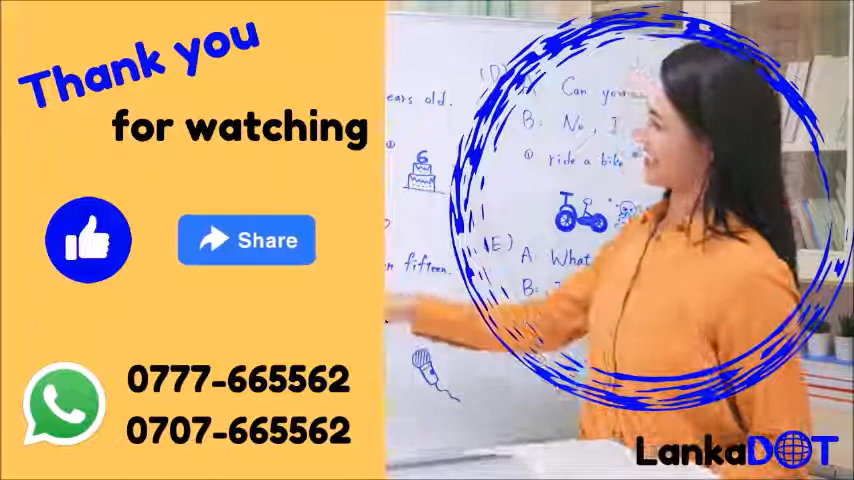 Thank you
for watching
Share
0777-665562
0707-665562
ears old.
6
(D)
A Can you
B: No, I
ride a bike
fifteen.
E)
A: What
B:
LankaDOT